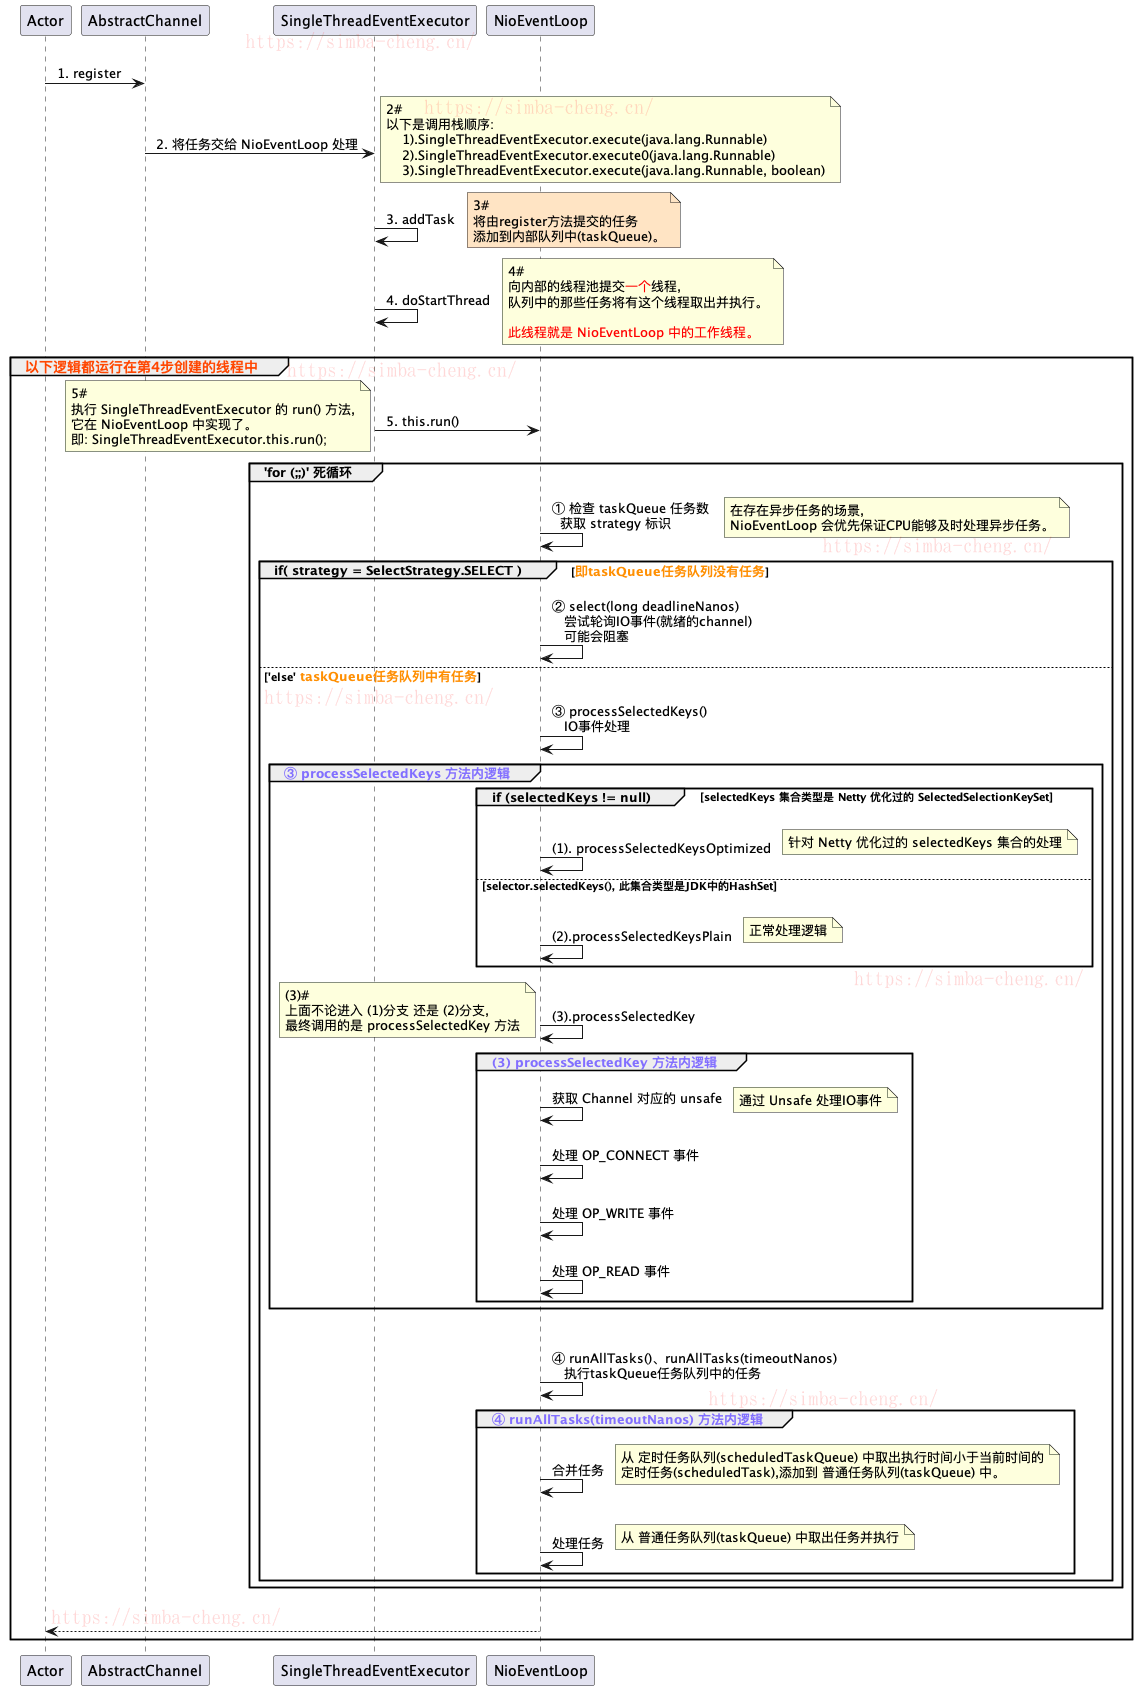 Actor
AbstractChannel
SingleThreadEventExecutor
NioEventLoop
https://simba-cheng.cn/
1. register
https://simba-cheng.cn/
2#
以下是调用栈顺序:
1).SingleThreadEventExecutor.execute(java.lang.Runnable)
2).SingleThreadEventExecutor.execute0(java.lang.Runnable)
3).SingleThreadEventExecutor.execute(java.lang.Runnable, boolean)
2. 将任务交给 NioEventLoop 处理
3#
将由register方法提交的任务
添加到内部队列中(taskQueue)。
3. addTask
4#
向内部的线程池提交一个线程,
队列中的那些任务将有这个线程取出并执行。
此线程就是 NioEventLoop 中的工作线程。
4. doStartThread
以下逻辑都运行在第4步创建的线程中
https://simba-cheng.cn/
5#
执行 SingleThreadEventExecutor 的 run() 方法,
它在 NioEventLoop 中实现了。
即: SingleThreadEventExecutor.this.run();
5. this.run()
'for (;;)' 死循环
① 检查 taskQueue 任务数
获取 strategy 标识
在存在异步任务的场景,
NioEventLoop 会优先保证CPU能够及时处理异步任务。
https://simba-cheng.cn/
if( strategy = SelectStrategy.SELECT )
[即taskQueue任务队列没有任务]
② select(long deadlineNanos)
尝试轮询IO事件(就绪的channel)
可能会阻塞
['else' taskQueue任务队列中有任务]
https://simba-cheng.cn/
③ processSelectedKeys()
IO事件处理
③ processSelectedKeys 方法内逻辑
if (selectedKeys != null)
[selectedKeys 集合类型是 Netty 优化过的 SelectedSelectionKeySet]
(1). processSelectedKeysOptimized
针对 Netty 优化过的 selectedKeys 集合的处理
[selector.selectedKeys(), 此集合类型是JDK中的HashSet]
(2).processSelectedKeysPlain
正常处理逻辑
https://simba-cheng.cn/
(3)#
上面不论进入 (1)分支 还是 (2)分支,
最终调用的是 processSelectedKey 方法
(3).processSelectedKey
(3) processSelectedKey 方法内逻辑
获取 Channel 对应的 unsafe
通过 Unsafe 处理IO事件
处理 OP_CONNECT 事件
处理 OP_WRITE 事件
处理 OP_READ 事件
④ runAllTasks()、runAllTasks(timeoutNanos)
执行taskQueue任务队列中的任务
https://simba-cheng.cn/
④ runAllTasks(timeoutNanos) 方法内逻辑
合并任务
从 定时任务队列(scheduledTaskQueue) 中取出执行时间小于当前时间的
定时任务(scheduledTask),添加到 普通任务队列(taskQueue) 中。
处理任务
从 普通任务队列(taskQueue) 中取出任务并执行
https://simba-cheng.cn/
Actor
AbstractChannel
SingleThreadEventExecutor
NioEventLoop